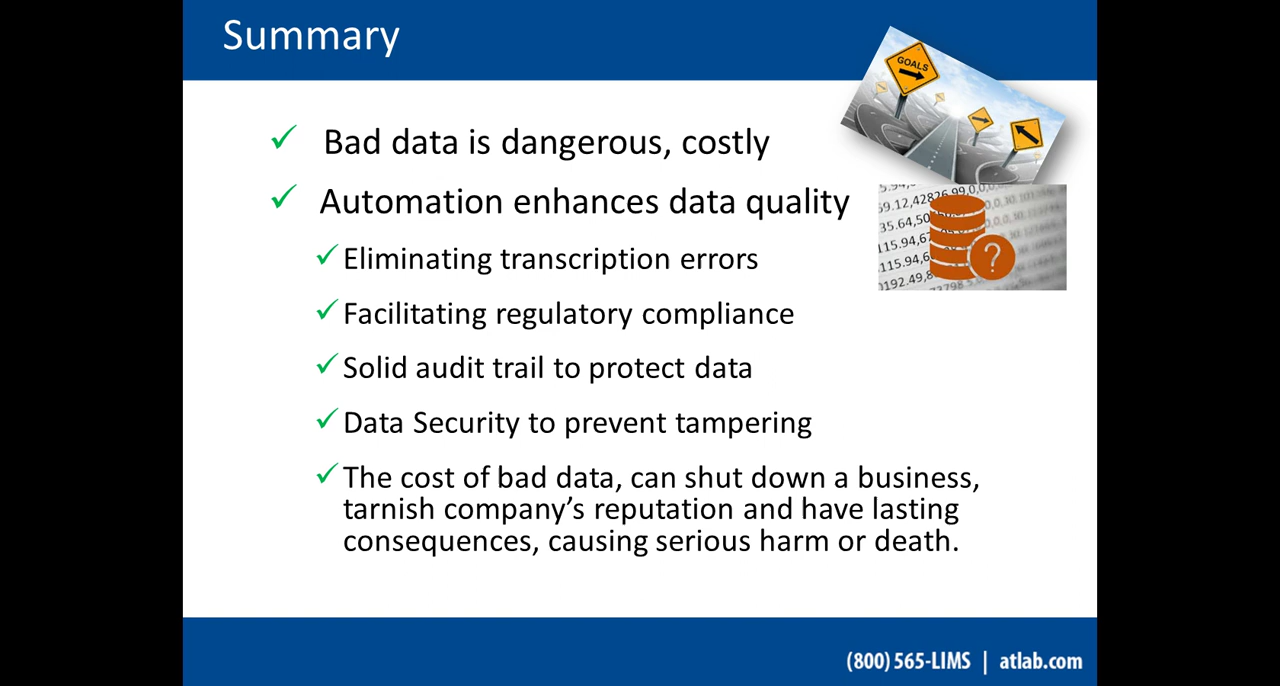 Summary
GOALS
Bad data is dangerous, costly
Automation enhances data quality
Eliminating transcription errors
Facilitating regulatory compliance
Solid audit trail to protect data
Data Security to prevent tampering
The cost of bad data, can shut down a business,
tarnish company’s reputation and have lasting
consequences, causing serious harm or death.
?
(800) 565-LIMS | atlab.com